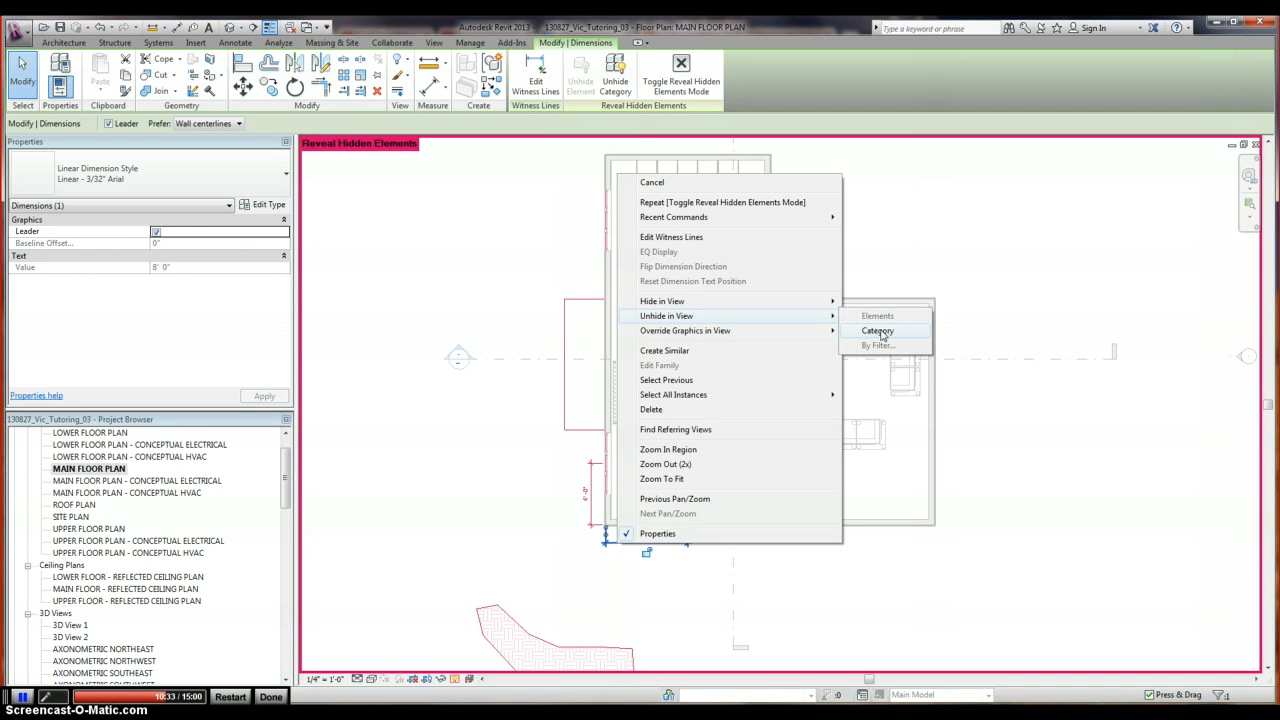 Autodesk Revit 2013 - 130827_Vic_Tutoring_03 - Floor Plan: MAIN FLOOR PLAN
Type a keyword or phrase
Sign In
Architecture Structure Systems Insert Annotate Analyze Massing & Site Collaborate View Manage Add-Ins Modify | Dimensions
Modify
Paste
Cope
Cut
Join
Edit
Witness Lines
Unhide
Element
Unhide
Category
Toggle Reveal Hidden
Elements Mode
Select Properties Clipboard Geometry Modify View Measure Create Witness Lines Reveal Hidden Elements
Modify | Dimensions Leader Prefer: Wall centerlines
Properties
Linear Dimension Style
Linear - 3/32" Arial
Dimensions (1) Edit Type
Graphics
Leader
Baseline Offset... 0"
Text
Value 8' 0"
Properties help Apply
130827_Vic_Tutoring_03 - Project Browser
LOWER FLOOR PLAN
LOWER FLOOR PLAN - CONCEPTUAL ELECTRICAL
LOWER FLOOR PLAN - CONCEPTUAL HVAC
MAIN FLOOR PLAN
MAIN FLOOR PLAN - CONCEPTUAL ELECTRICAL
MAIN FLOOR PLAN - CONCEPTUAL HVAC
ROOF PLAN
SITE PLAN
UPPER FLOOR PLAN
UPPER FLOOR PLAN - CONCEPTUAL ELECTRICAL
UPPER FLOOR PLAN - CONCEPTUAL HVAC
Ceiling Plans
LOWER FLOOR - REFLECTED CEILING PLAN
MAIN FLOOR - REFLECTED CEILING PLAN
UPPER FLOOR - REFLECTED CEILING PLAN
3D Views
3D View 1
3D View 2
AXONOMETRIC NORTHEAST
AXONOMETRIC NORTHWEST
AXONOMETRIC SOUTHEAST
Reveal Hidden Elements
Cancel
Repeat [Toggle Reveal Hidden Elements Mode]
Recent Commands
Edit Witness Lines
EQ Display
Flip Dimension Direction
Reset Dimension Text Position
Hide in View
Unhide in View
Override Graphics in View
Create Similar
Edit Family
Select Previous
Select All Instances
Delete
Find Referring Views
Zoom In Region
Zoom Out (2x)
Zoom To Fit
Previous Pan/Zoom
Next Pan/Zoom
Properties
Elements
Category
By Filter...
6' -0"
1/4" = 1'-0"
10:33 / 15:00 Restart Done
:0 Main Model Press & Drag :1
Screencast-O-Matic.com